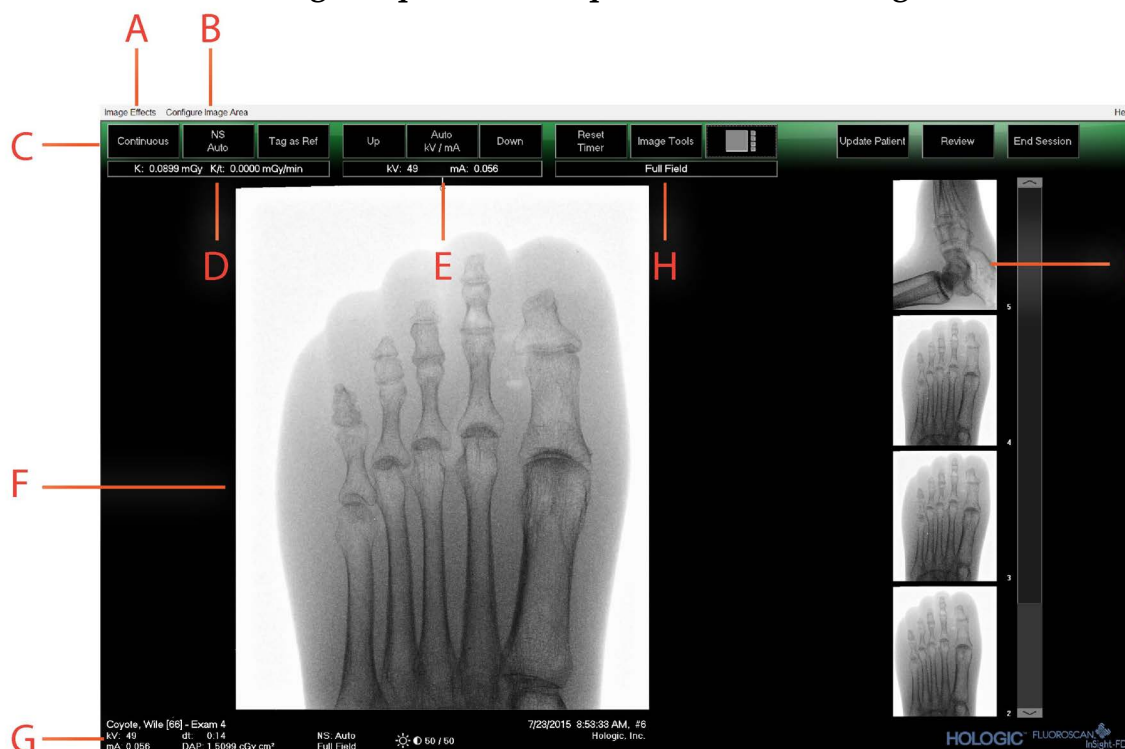 A
B
Image Effects Configure Image Area
C
Continuous
NS
Auto
Tag as Ref
Up
Auto
kV / mA
Down
Reset
Timer
Image Tools
Update Patient
Review
End Session
K: 0.0899 mGy K/t: 0.0000 mGy/min
kV: 49 mA: 0.056
Full Field
D
E
H
5
4
F
3
2
Coyote, Wile [66] - Exam 4
7/23/2015 8:53:33 AM, #6
G
kV: 49 dt: 0:14
NS: Auto
Hologic, Inc.
mA: 0.056 DAP: 1.5099 cGy cm²
Full Field
50 / 50
HOLOGIC™ FLUOROSCAN
InSight-FD